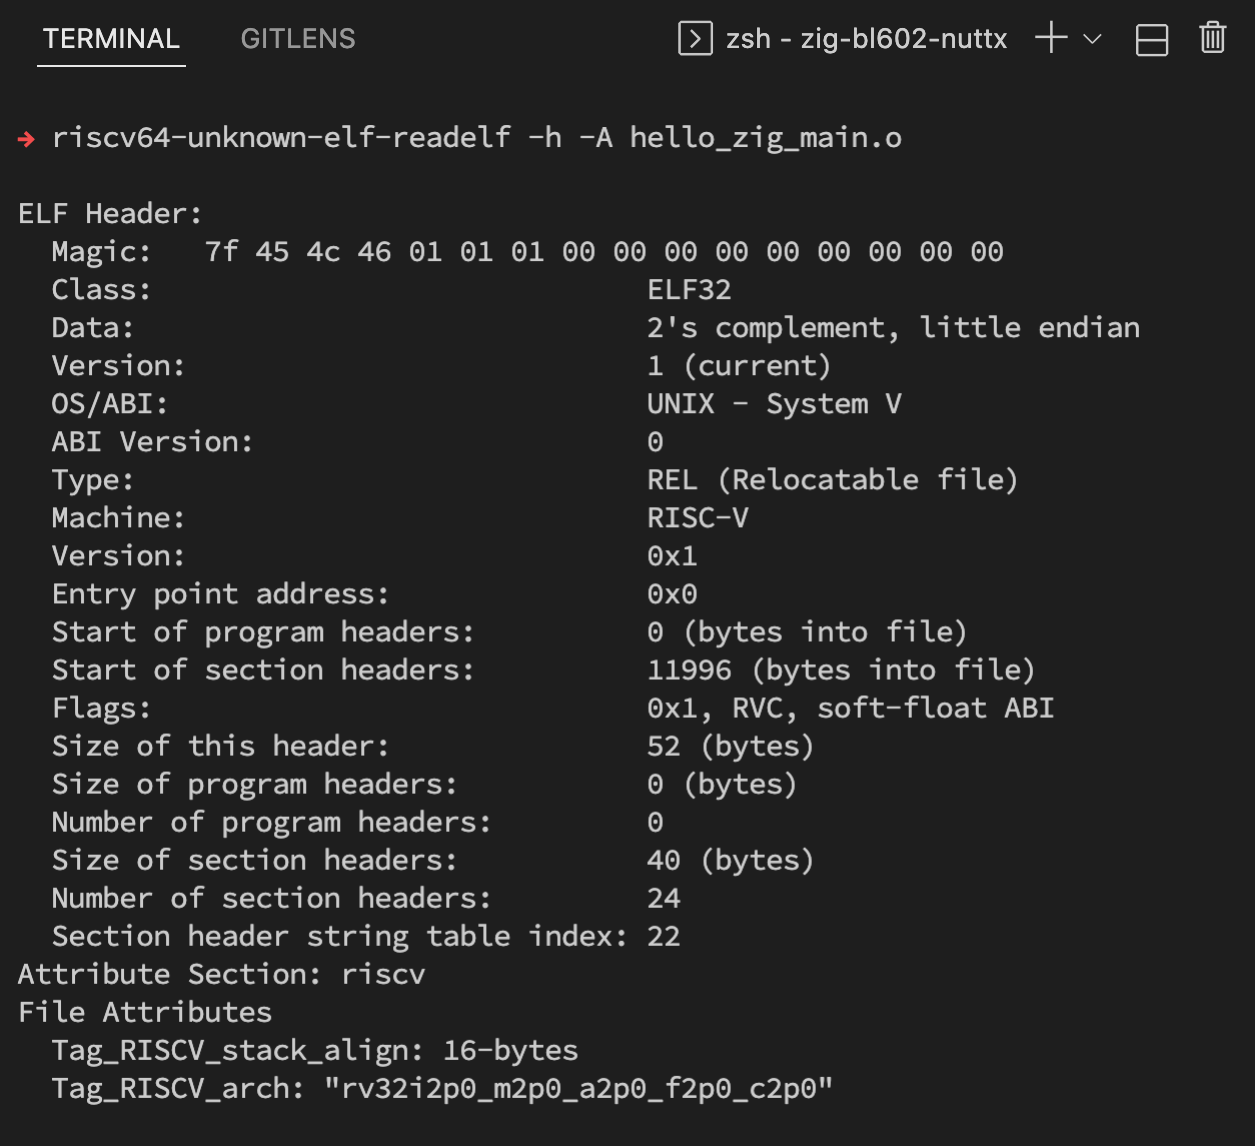 TERMINAL GITLENS zsh - zig-bl602-nuttx
→ riscv64-unknown-elf-readelf -h -A hello_zig_main.o
ELF Header:
  Magic:   7f 45 4c 46 01 01 01 00 00 00 00 00 00 00 00 00
  Class:                             ELF32
  Data:                              2's complement, little endian
  Version:                           1 (current)
  OS/ABI:                            UNIX - System V
  ABI Version:                       0
  Type:                              REL (Relocatable file)
  Machine:                           RISC-V
  Version:                           0x1
  Entry point address:               0x0
  Start of program headers:          0 (bytes into file)
  Start of section headers:          11996 (bytes into file)
  Flags:                             0x1, RVC, soft-float ABI
  Size of this header:               52 (bytes)
  Size of program headers:           0 (bytes)
  Number of program headers:         0
  Size of section headers:           40 (bytes)
  Number of section headers:         24
  Section header string table index: 22
Attribute Section: riscv
File Attributes
  Tag_RISCV_stack_align: 16-bytes
  Tag_RISCV_arch: "rv32i2p0_m2p0_a2p0_f2p0_c2p0"